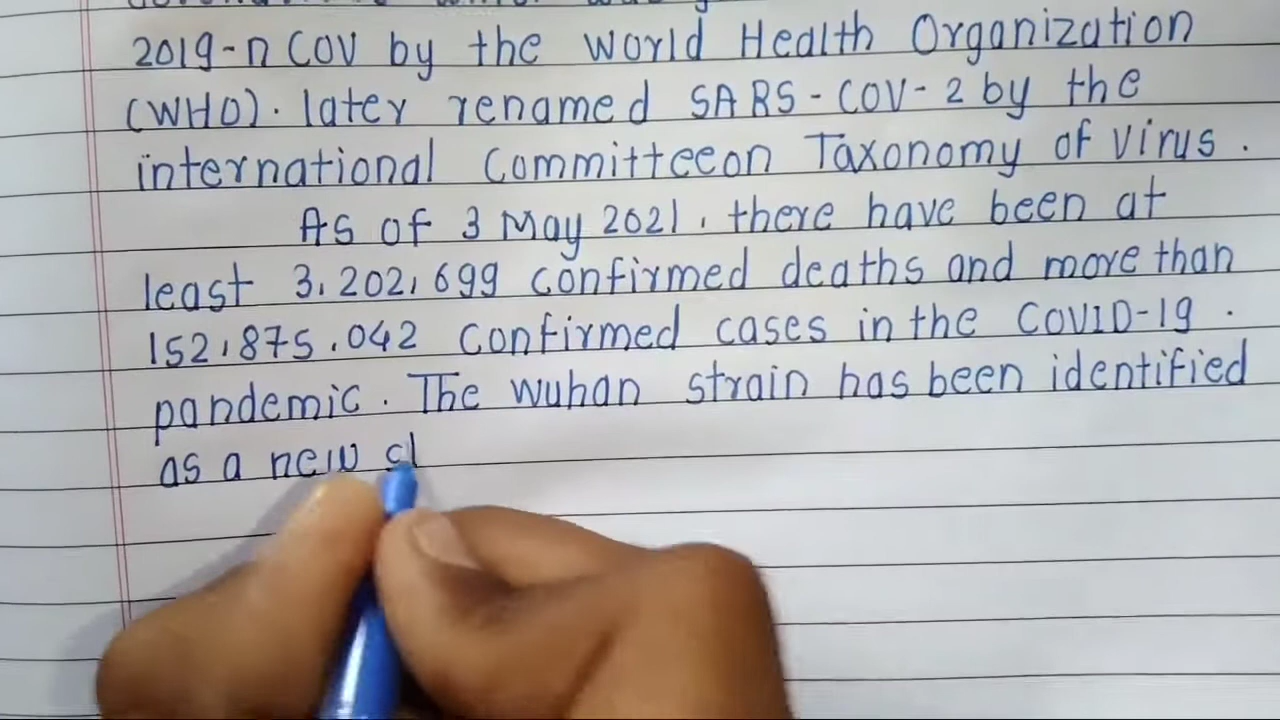 2019-n COV by the World Health Organization
(WHO). later renamed SARS-COV-2 by the
international Committeeon Taxonomy of Virus.
As of 3 May 2021, there have been at
least 3,202,699 confirmed deaths and more than
152,875,042 confirmed cases in the COVID-19.
pandemic. The wuhan strain has been identified
as a new